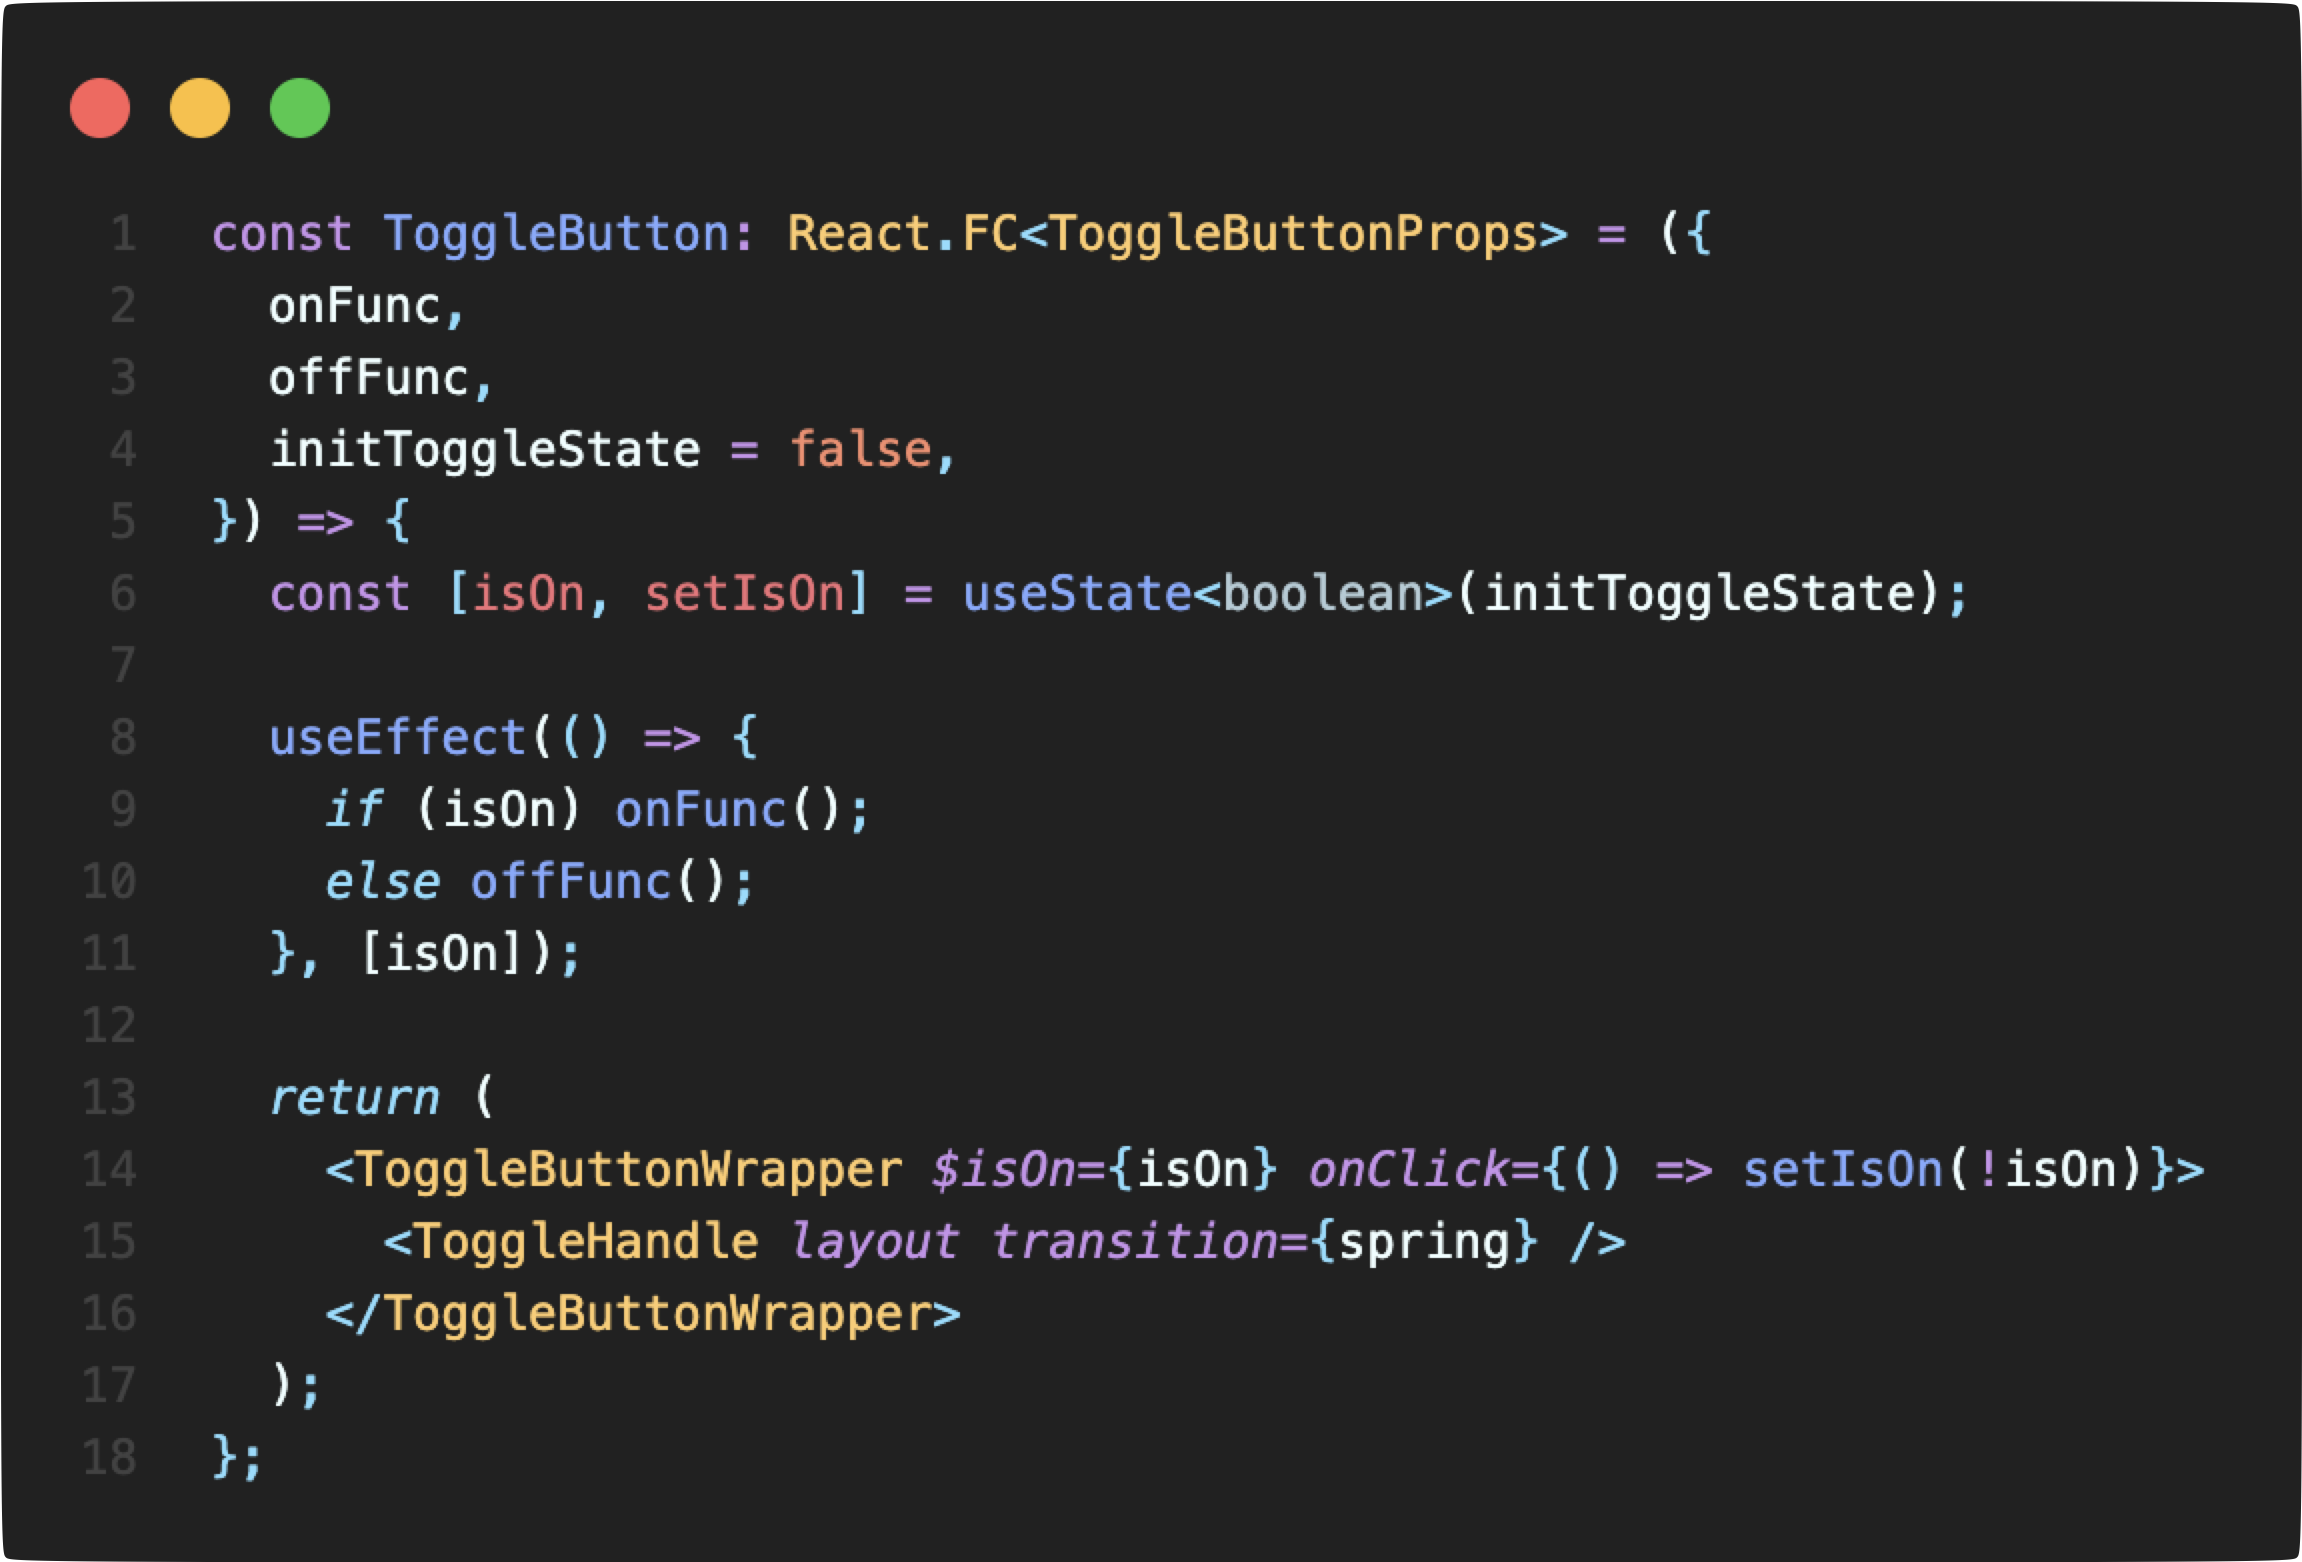 1 const ToggleButton: React.FC<ToggleButtonProps> = ({
2   onFunc,
3   offFunc,
4   initToggleState = false,
5 }) => {
6   const [isOn, setIsOn] = useState<boolean>(initToggleState);
7
8   useEffect(() => {
9     if (isOn) onFunc();
10     else offFunc();
11   }, [isOn]);
12
13   return (
14     <ToggleButtonWrapper $isOn={isOn} onClick={() => setIsOn(!isOn)}>
15       <ToggleHandle layout transition={spring} />
16     </ToggleButtonWrapper>
17   );
18 };